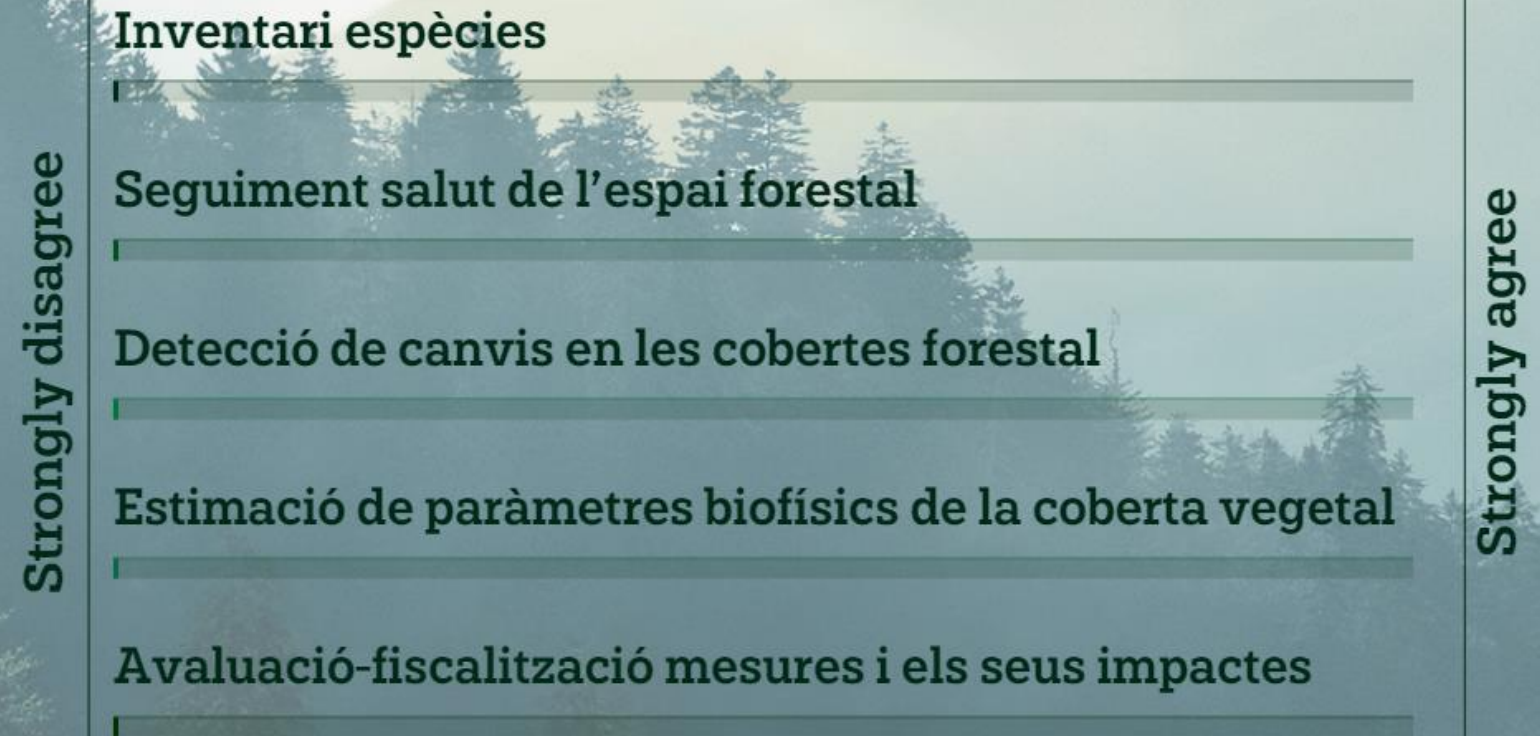 Inventari espècies
Seguiment salut de l’espai forestal
Detecció de canvis en les cobertes forestal
Estimació de paràmetres biofísics de la coberta vegetal
Avaluació-fiscalització mesures i els seus impactes
Strongly disagree
Strongly agree